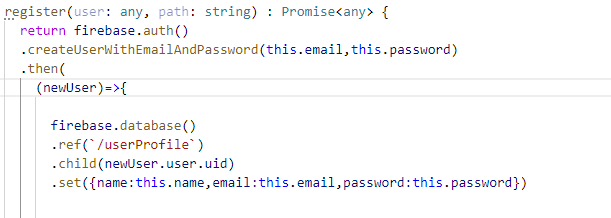 register(user: any, path: string) : Promise<any> {
return firebase.auth()
.createUserWithEmailAndPassword(this.email,this.password)
.then(
(newUser)=>{
firebase.database()
.ref(`/userProfile`)
.child(newUser.user.uid)
.set({name:this.name,email:this.email,password:this.password})